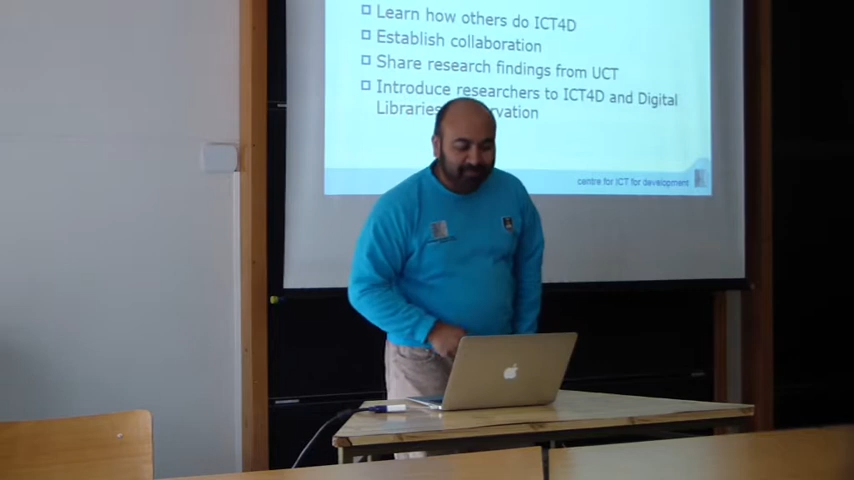 Learn how others do ICT4D
Establish collaborations
Share research findings from UCT
Introduce researchers to ICT4D and Digital
Libraries
centre for ICT for development